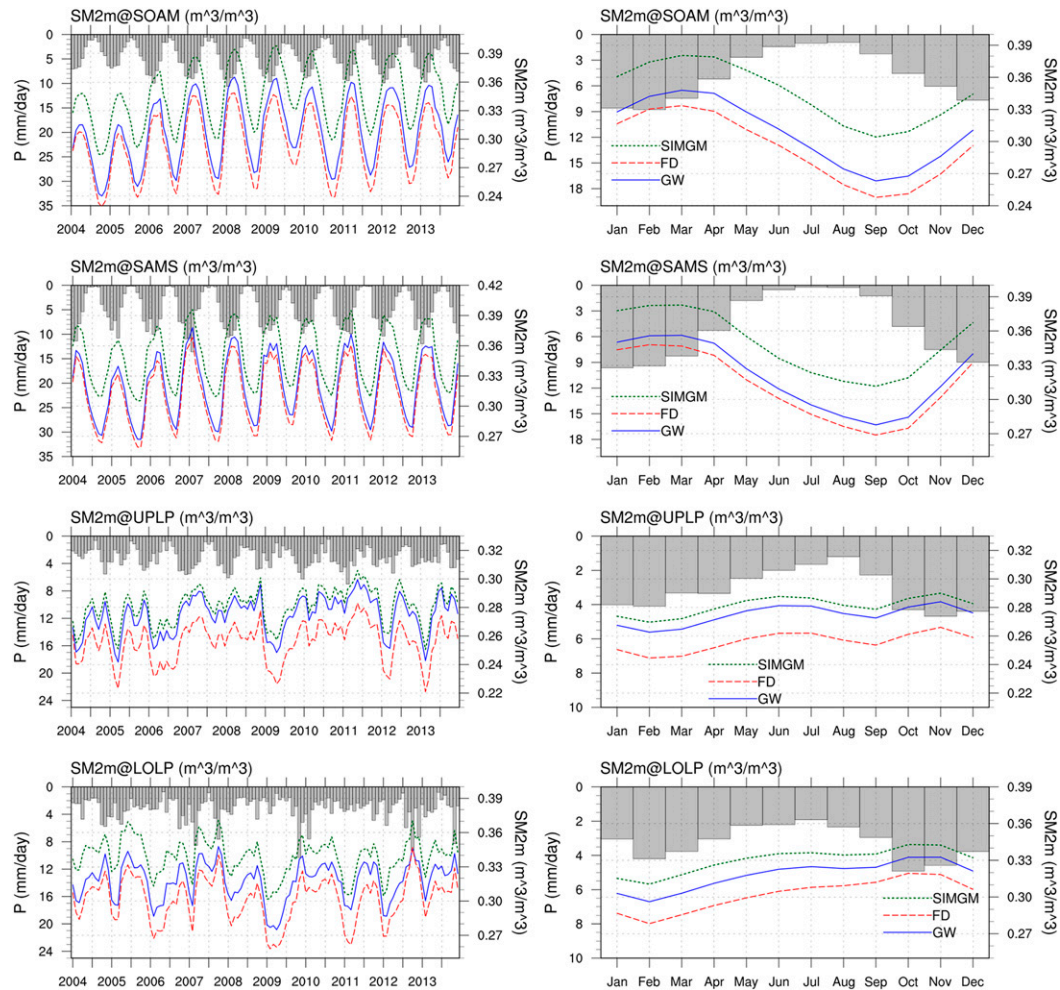 SM2m@SOAM (m^3/m^3)
P (mm/day)
0
5
10
15
20
25
30
35
0.40
0.36
0.32
0.28
0.24
SM2m (m^3/m^3)
2004 2005 2006 2007 2008 2009 2010 2011 2012 2013
SM2m@SOAM (m^3/m^3)
P (mm/day)
0
3
6
9
12
15
18
0.39
0.36
0.33
0.30
0.27
0.24
SM2m (m^3/m^3)
SIMGM
FD
GW
Jan Feb Mar Apr May Jun Jul Aug Sep Oct Nov Dec
SM2m@SAMS (m^3/m^3)
P (mm/day)
0
5
10
15
20
25
30
35
0.42
0.39
0.36
0.33
0.30
0.27
SM2m (m^3/m^3)
2004 2005 2006 2007 2008 2009 2010 2011 2012 2013
SM2m@SAMS (m^3/m^3)
P (mm/day)
0
3
6
9
12
15
18
0.39
0.36
0.33
0.30
0.27
SM2m (m^3/m^3)
SIMGM
FD
GW
Jan Feb Mar Apr May Jun Jul Aug Sep Oct Nov Dec
SM2m@UPLP (m^3/m^3)
P (mm/day)
0
4
8
12
16
20
24
0.32
0.30
0.28
0.26
0.24
0.22
SM2m (m^3/m^3)
2004 2005 2006 2007 2008 2009 2010 2011 2012 2013
SM2m@UPLP (m^3/m^3)
P (mm/day)
0
2
4
6
8
10
0.32
0.30
0.28
0.26
0.24
0.22
SM2m (m^3/m^3)
SIMGM
FD
GW
Jan Feb Mar Apr May Jun Jul Aug Sep Oct Nov Dec
SM2m@LOLP (m^3/m^3)
P (mm/day)
0
4
8
12
16
20
24
0.39
0.36
0.33
0.30
0.27
SM2m (m^3/m^3)
2004 2005 2006 2007 2008 2009 2010 2011 2012 2013
SM2m@LOLP (m^3/m^3)
P (mm/day)
0
2
4
6
8
10
0.39
0.36
0.33
0.30
0.27
SM2m (m^3/m^3)
SIMGM
FD
GW
Jan Feb Mar Apr May Jun Jul Aug Sep Oct Nov Dec